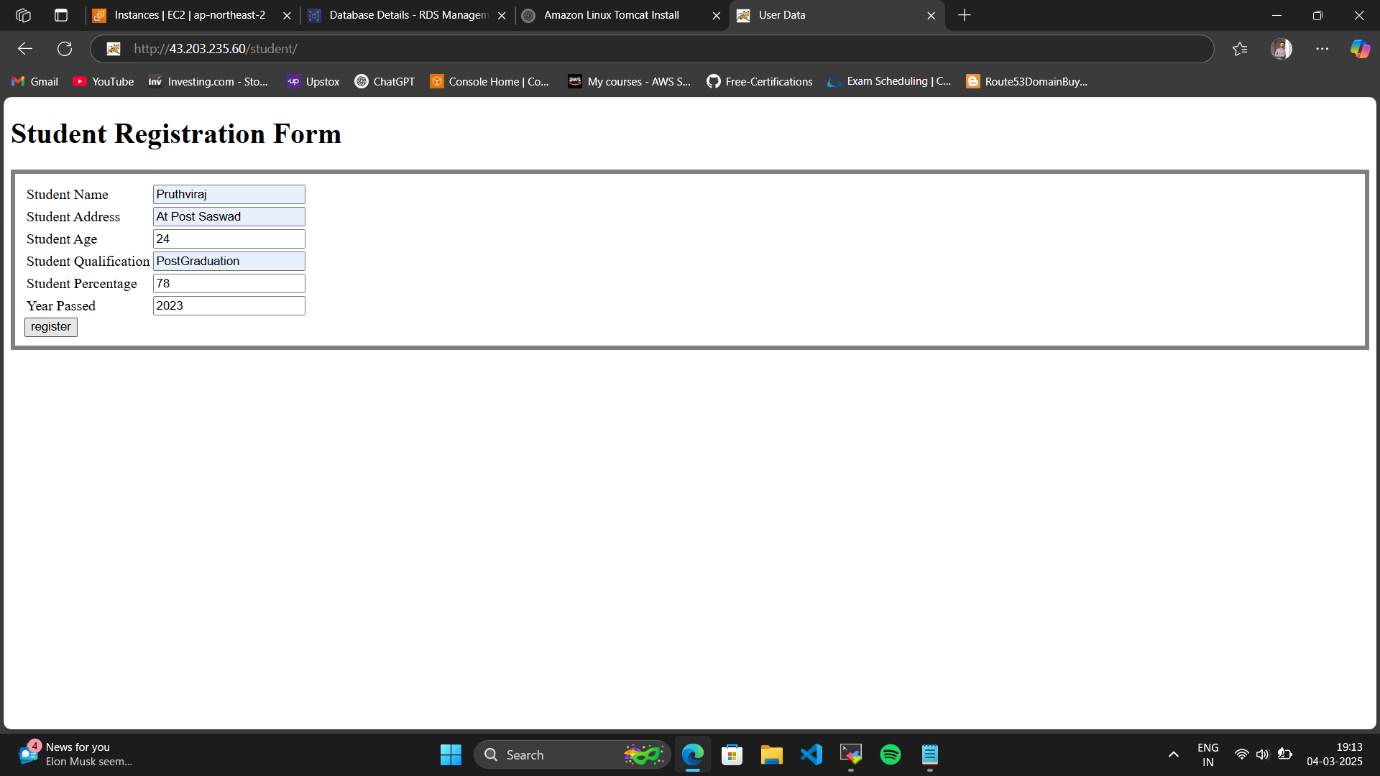 Instances | EC2 | ap-northeast-2
Database Details - RDS Managem
Amazon Linux Tomcat Install
User Data
http://43.203.235.60/student/
Gmail
YouTube
inv Investing.com - Sto...
up Upstox
ChatGPT
Console Home | Co...
aws My courses - AWS S...
Free-Certifications
Exam Scheduling | C...
Route53DomainBuy...
Student Registration Form
Student Name Pruthviraj
Student Address At Post Saswad
Student Age 24
Student Qualification PostGraduation
Student Percentage 78
Year Passed 2023
register
4
News for you
Elon Musk seem...
Search
ENG
IN
19:13
04-03-2025